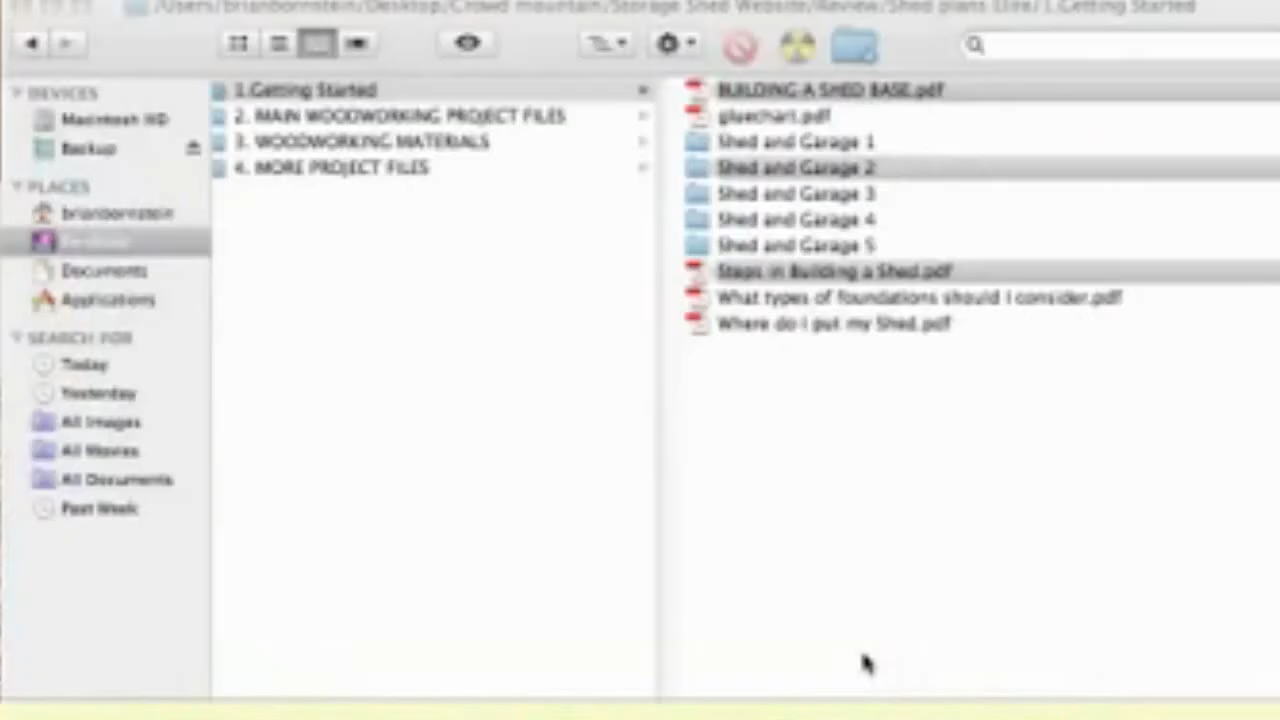 /Users/brianbornstein/Desktop/Crowd mountain/Storage Shed Website/Review/Shed plans Elite/1.Getting Started
DEVICES
Macintosh HD
Backup
PLACES
brianbornstein
Desktop
Documents
Applications
SEARCH FOR
Today
Yesterday
All Images
All Movies
All Documents
Past Week
1.Getting Started
2. MAIN WOODWORKING PROJECT FILES
3. WOODWORKING MATERIALS
4. MORE PROJECT FILES
BUILDING A SHED BASE.pdf
gluechart.pdf
Shed and Garage 1
Shed and Garage 2
Shed and Garage 3
Shed and Garage 4
Shed and Garage 5
Steps in Building a Shed.pdf
What types of foundations should I consider.pdf
Where do I put my Shed.pdf